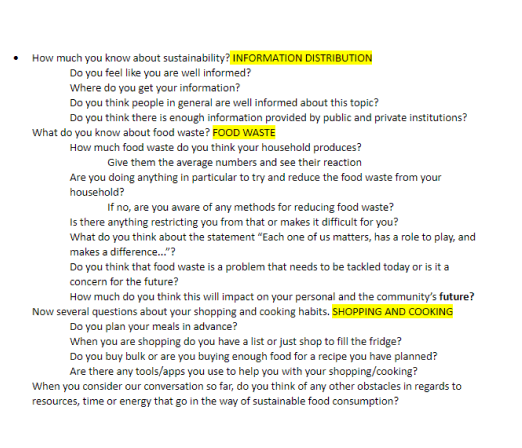 • How much you know about sustainability? INFORMATION DISTRIBUTION
Do you feel like you are well informed?
Where do you get your information?
Do you think people in general are well informed about this topic?
Do you think there is enough information provided by public and private institutions?
What do you know about food waste? FOOD WASTE
How much food waste do you think your household produces?
Give them the average numbers and see their reaction
Are you doing anything in particular to try and reduce the food waste from your
household?
If no, are you aware of any methods for reducing food waste?
Is there anything restricting you from that or makes it difficult for you?
What do you think about the statement “Each one of us matters, has a role to play, and
makes a difference...”?
Do you think that food waste is a problem that needs to be tackled today or is it a
concern for the future?
How much do you think this will impact on your personal and the community’s future?
Now several questions about your shopping and cooking habits. SHOPPING AND COOKING
Do you plan your meals in advance?
When you are shopping do you have a list or just shop to fill the fridge?
Do you buy bulk or are you buying enough food for a recipe you have planned?
Are there any tools/apps you use to help you with your shopping/cooking?
When you consider our conversation so far, do you think of any other obstacles in regards to
resources, time or energy that go in the way of sustainable food consumption?